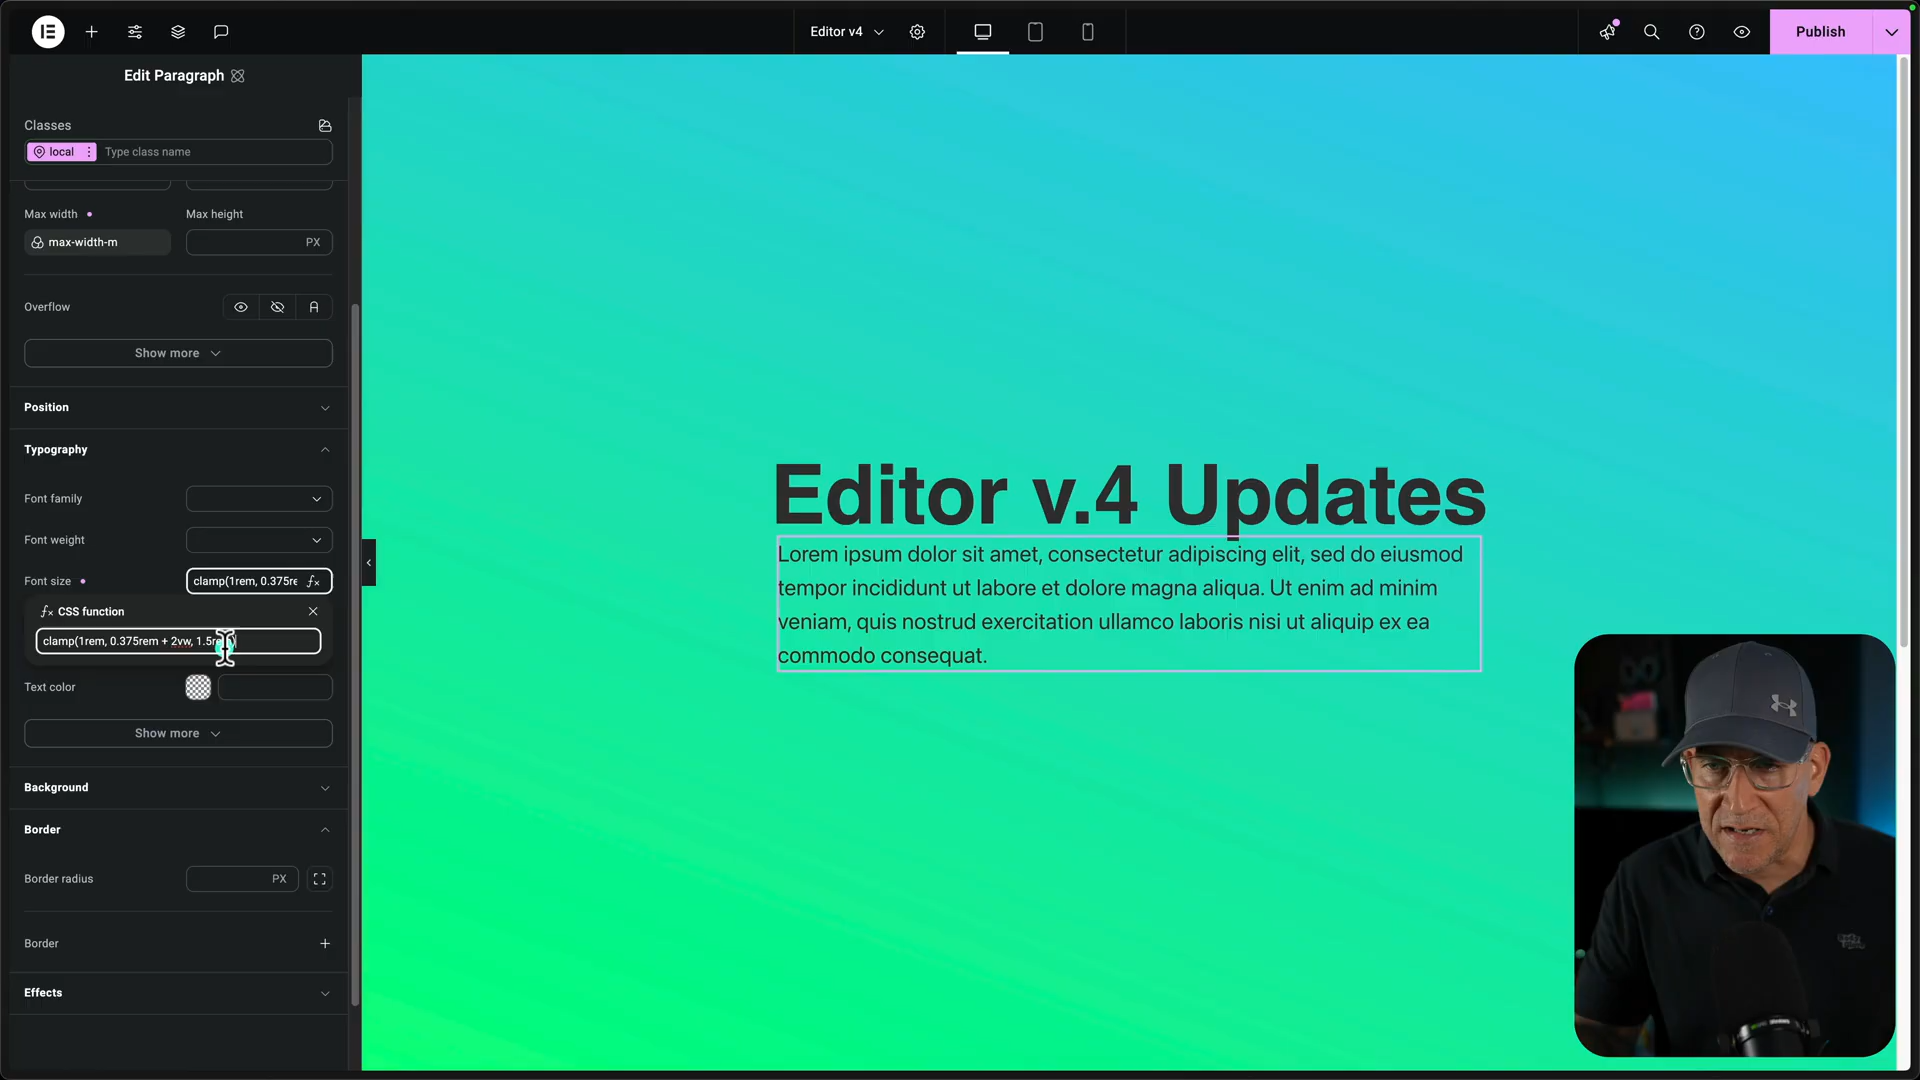 Editor v4
Publish
Edit Paragraph
Classes
local
Type class name
Max width
Max height
max-width-m
PX
Overflow
Show more
Position
Typography
Font family
Font weight
Font size
clamp(1rem, 0.375re
fx
fx CSS function
clamp(1rem, 0.375rem + 2vw, 1.5re
Text color
Show more
Background
Border
Border radius
PX
Border
Effects
Editor v.4 Updates
Lorem ipsum dolor sit amet, consectetur adipiscing elit, sed do eiusmod
tempor incididunt ut labore et dolore magna aliqua. Ut enim ad minim
veniam, quis nostrud exercitation ullamco laboris nisi ut aliquip ex ea
commodo consequat.